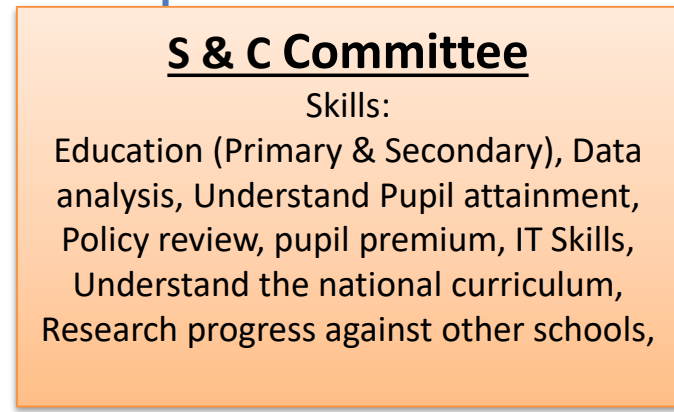 S & C Committee
Skills:
Education (Primary & Secondary), Data
analysis, Understand Pupil attainment,
Policy review, pupil premium, IT Skills,
Understand the national curriculum,
Research progress against other schools,